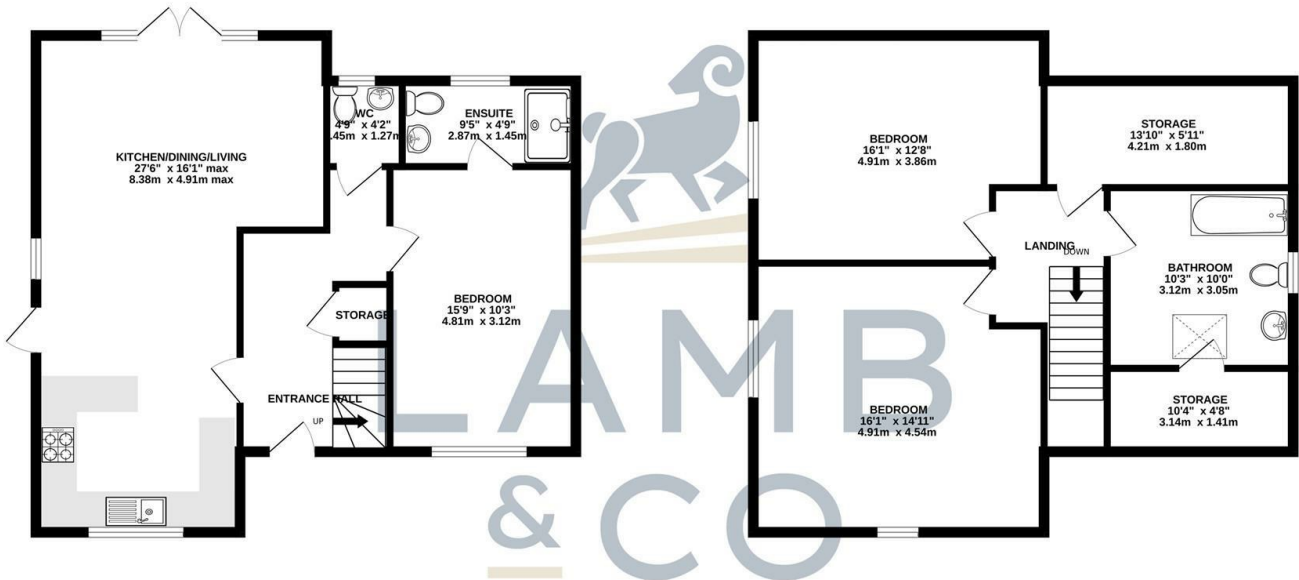 KITCHEN/DINING/LIVING
27'6" x 16'1" max
8.38m x 4.91m max
WC
4'9" x 4'2"
.45m x 1.27m
ENSUITE
9'5" x 4'9"
2.87m x 1.45m
BEDROOM
15'9" x 10'3"
4.81m x 3.12m
STORAGE
ENTRANCE HALL
UP
BEDROOM
16'1" x 12'8"
4.91m x 3.86m
STORAGE
13'10" x 5'11"
4.21m x 1.80m
LANDING
DOWN
BATHROOM
10'3" x 10'0"
3.12m x 3.05m
BEDROOM
16'1" x 14'11"
4.91m x 4.54m
STORAGE
10'4" x 4'8"
3.14m x 1.41m
LAMB
& CO